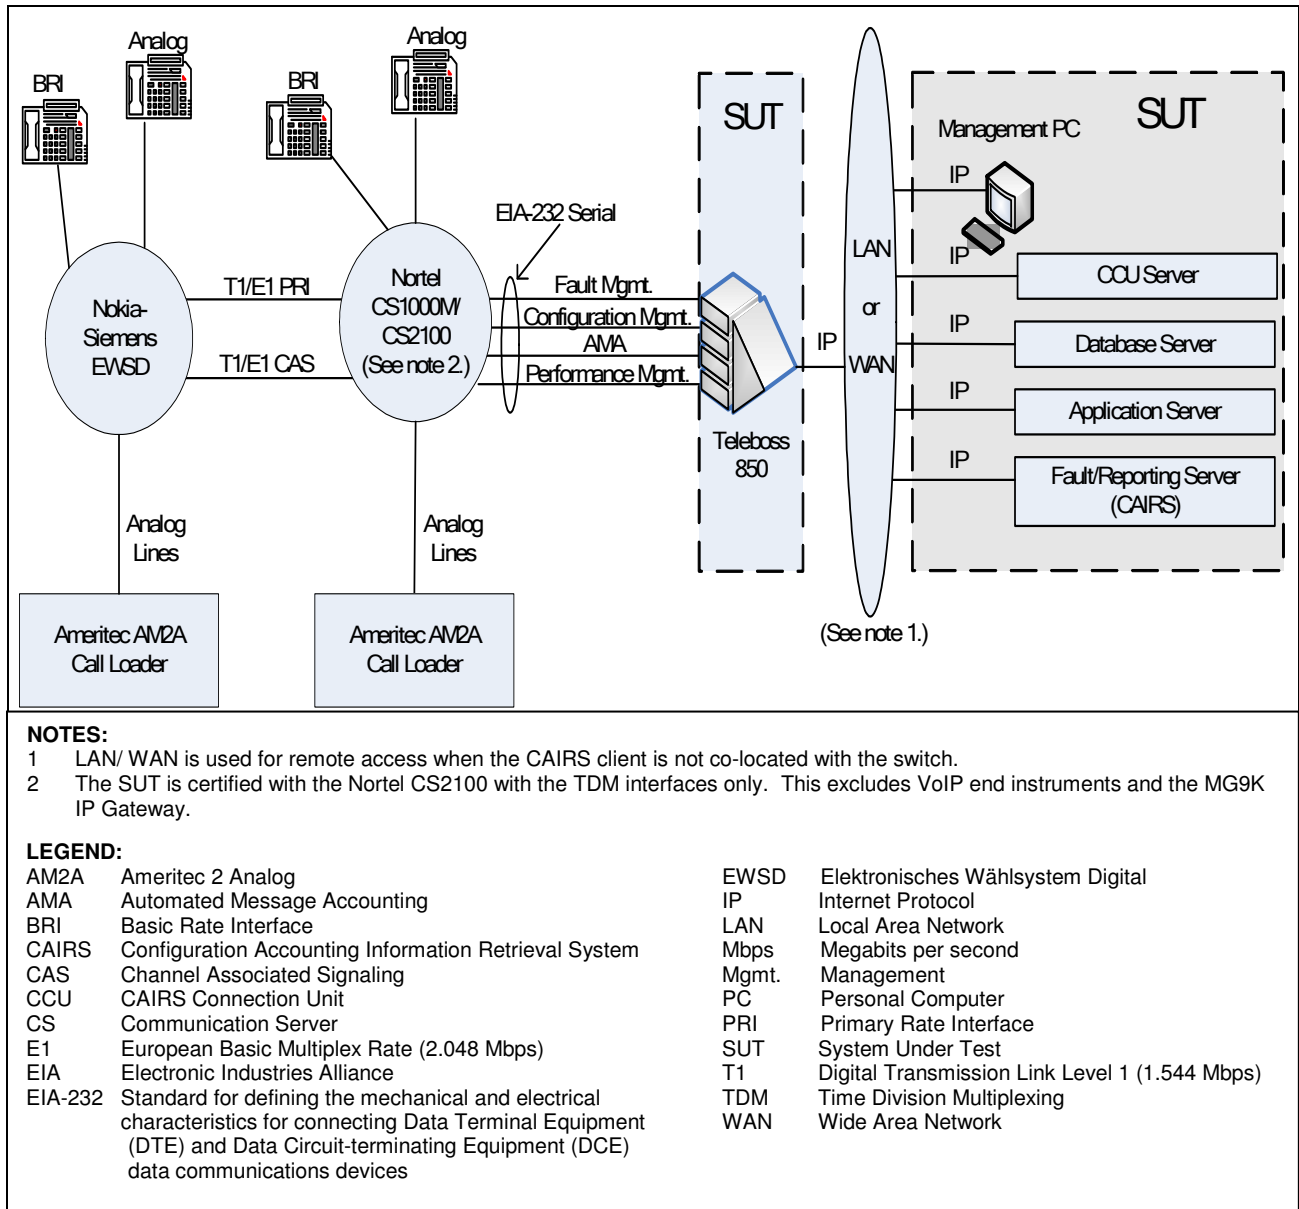 Analog
Analog
BRI
BRI
SUT
SUT
Management PC
IP
EIA-232 Serial
LAN
or
WAN
IP
CCU Server
Nokia-
Siemens
EWSD
T1/E1 PRI
T1/E1 CAS
Nortel
CS1000M/
CS2100
(See note 2.)
Fault Mgmt.
Configuration Mgmt.
AMA
Performance Mgmt.
IP
IP
Database Server
IP
Application Server
Teleboss
850
IP
Fault/Reporting Server
(CAIRS)
Analog
Lines
Analog
Lines
Ameritec AM2A
Call Loader
Ameritec AM2A
Call Loader
(See note 1.)
NOTES:
1 LAN/ WAN is used for remote access when the CAIRS client is not co-located with the switch.
2 The SUT is certified with the Nortel CS2100 with the TDM interfaces only. This excludes VoIP end instruments and the MG9K
IP Gateway.
LEGEND:
AM2A Ameritec 2 Analog
AMA Automated Message Accounting
BRI Basic Rate Interface
CAIRS Configuration Accounting Information Retrieval System
CAS Channel Associated Signaling
CCU CAIRS Connection Unit
CS Communication Server
E1 European Basic Multiplex Rate (2.048 Mbps)
EIA Electronic Industries Alliance
EIA-232 Standard for defining the mechanical and electrical
characteristics for connecting Data Terminal Equipment
(DTE) and Data Circuit-terminating Equipment (DCE)
data communications devices
EWSD Elektronisches Wählsystem Digital
IP Internet Protocol
LAN Local Area Network
Mbps Megabits per second
Mgmt. Management
PC Personal Computer
PRI Primary Rate Interface
SUT System Under Test
T1 Digital Transmission Link Level 1 (1.544 Mbps)
TDM Time Division Multiplexing
WAN Wide Area Network